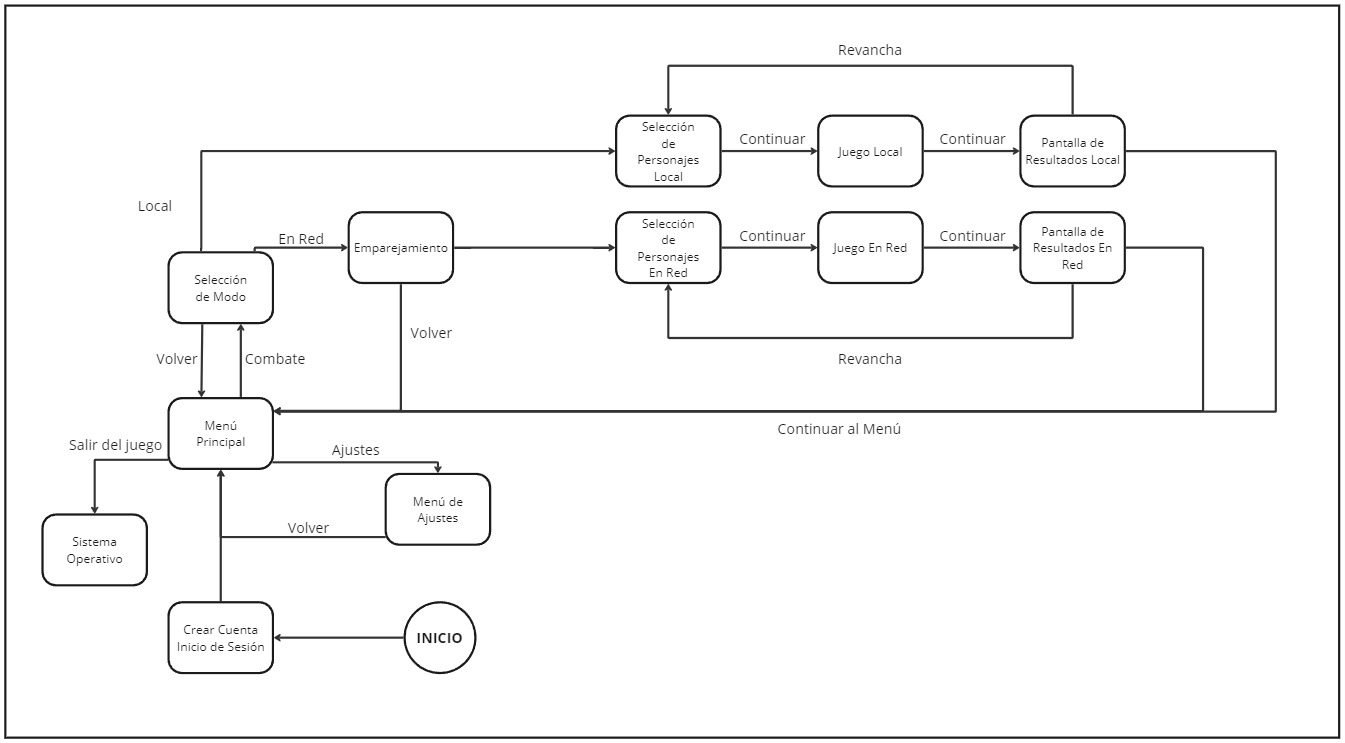 Revancha
Selección
de
Personajes
Local
Continuar
Juego Local
Continuar
Pantalla de
Resultados Local
Local
En Red
Emparejamiento
Selección
de
Personajes
En Red
Continuar
Juego En Red
Continuar
Pantalla de
Resultados En
Red
Selección
de Modo
Volver
Revancha
Volver
Combate
Menú
Principal
Continuar al Menú
Salir del juego
Ajustes
Menú de
Ajustes
Volver
Sistema
Operativo
Crear Cuenta
Inicio de Sesión
INICIO